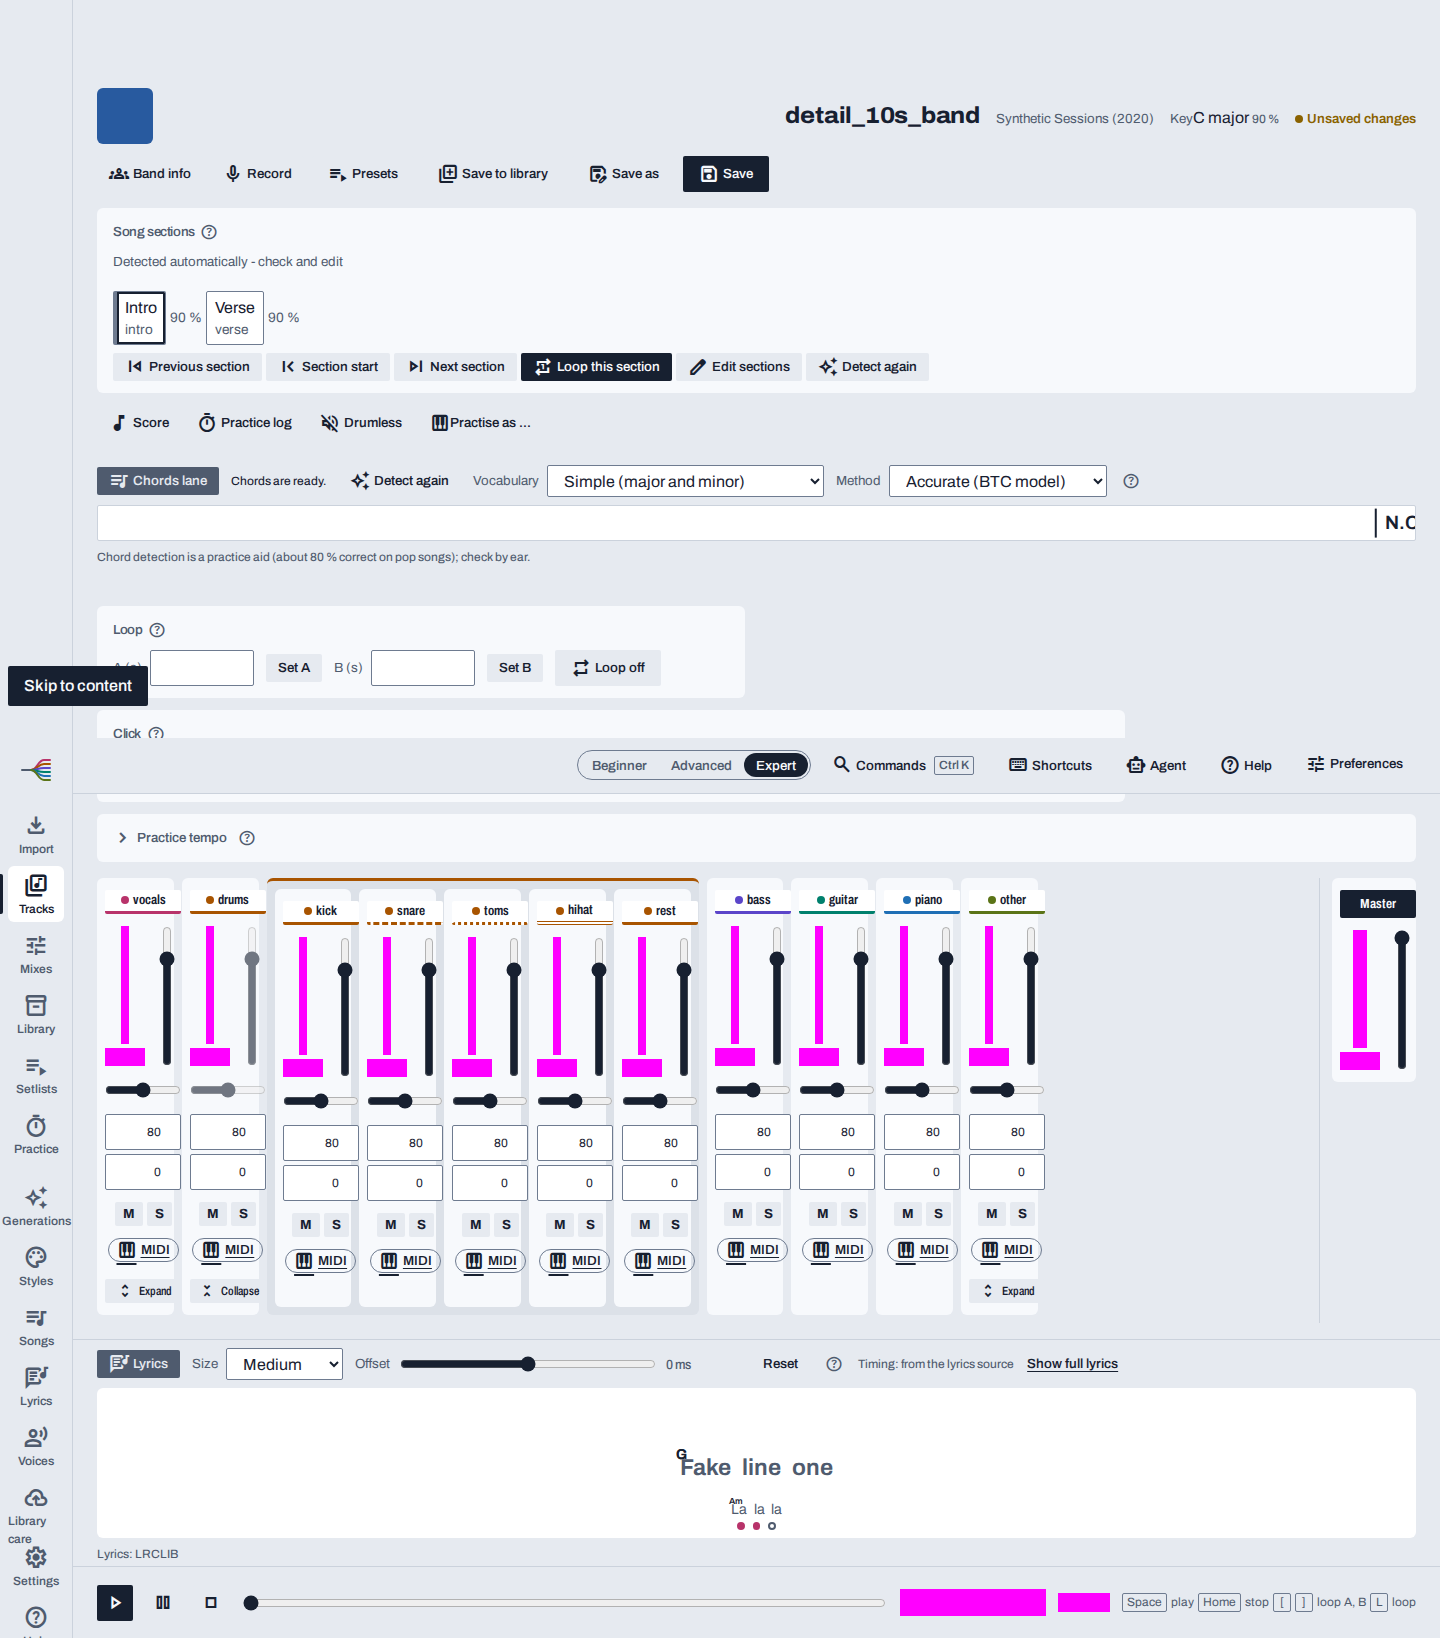 detail_10s_band Synthetic Sessions (2020) Key C major 90 % Unsaved changes
Band info Record Presets Save to library Save as Save
Song sections
Detected automatically - check and edit
Intro Verse
90 % 90 %
intro verse
Previous section Section start Next section Loop this section Edit sections Detect again
Score Practice log Drumless Practise as ...
Chords lane Chords are ready. Detect again Vocabulary Simple (major and minor) Method Accurate (BTC model)
N.C
Chord detection is a practice aid (about 80 % correct on pop songs); check by ear.
Loop
Set A B (s) Set B Loop off
Skip to content
Click
Beginner Advanced Expert Commands Ctrl K Shortcuts Agent Help Preferences
Import
Tracks
Mixes
Library
Setlists
Practice
Generations
Styles
Songs
Lyrics
Voices
Library
care
Settings
Practice tempo
vocals drums kick snare toms hihat rest bass guitar piano other Master
80 80 80 80 80 80 80 80 80 80 80
0 0 0 0 0 0 0 0 0 0 0
M S M S M S M S M S M S M S M S M S M S M S
MIDI MIDI MIDI MIDI MIDI MIDI MIDI MIDI MIDI MIDI MIDI
Expand Collapse Expand
Lyrics Size Medium Offset 0 ms Reset Timing: from the lyrics source Show full lyrics
G
Fake line one
Am
La la la
Lyrics: LRCLIB
Space play Home stop [ ] loop A, B L loop